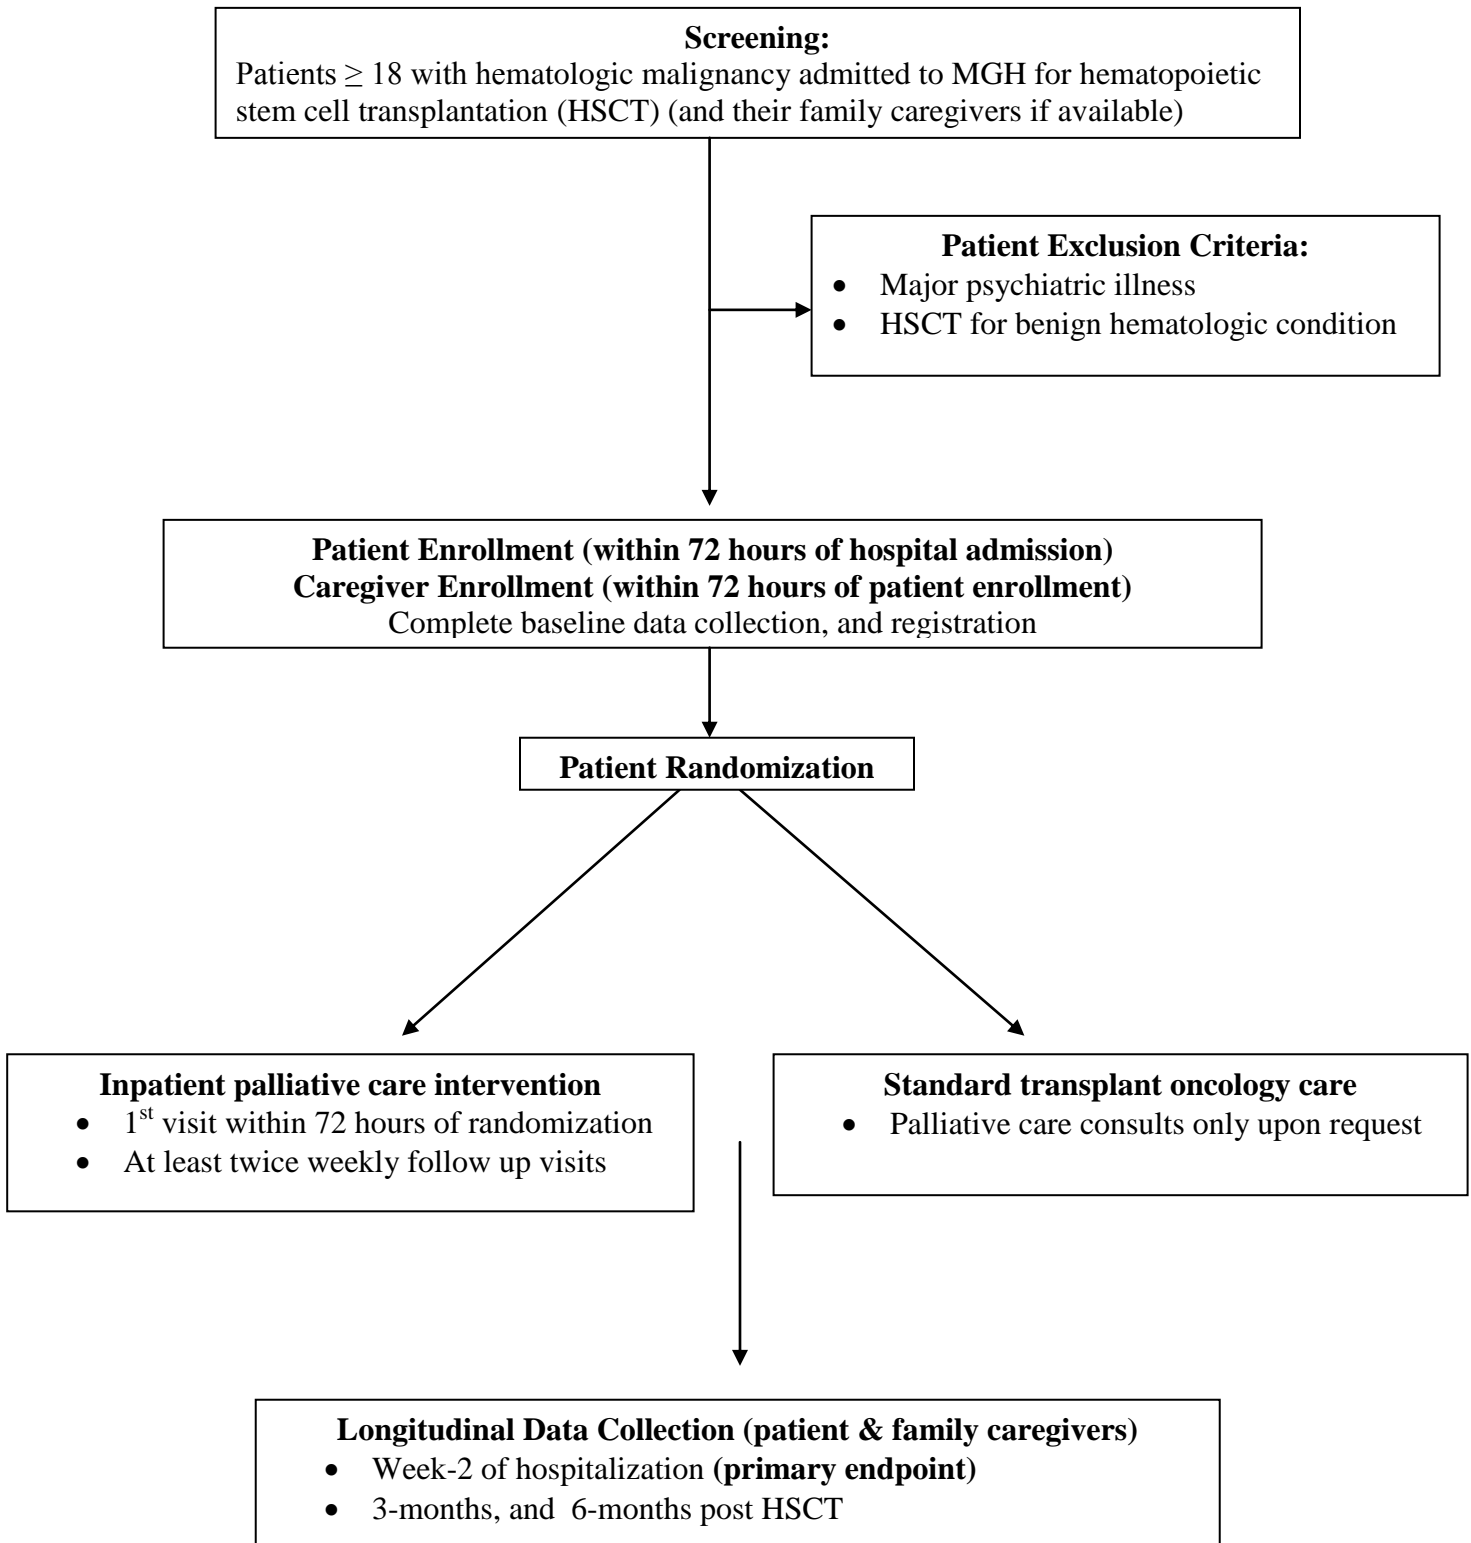 Screening:
Patients ≥ 18 with hematologic malignancy admitted to MGH for hematopoietic
stem cell transplantation (HSCT) (and their family caregivers if available)
Patient Exclusion Criteria:
• Major psychiatric illness
• HSCT for benign hematologic condition
Patient Enrollment (within 72 hours of hospital admission)
Caregiver Enrollment (within 72 hours of patient enrollment)
Complete baseline data collection, and registration
Patient Randomization
Inpatient palliative care intervention
• 1st visit within 72 hours of randomization
• At least twice weekly follow up visits
Standard transplant oncology care
• Palliative care consults only upon request
Longitudinal Data Collection (patient & family caregivers)
• Week-2 of hospitalization (primary endpoint)
• 3-months, and 6-months post HSCT